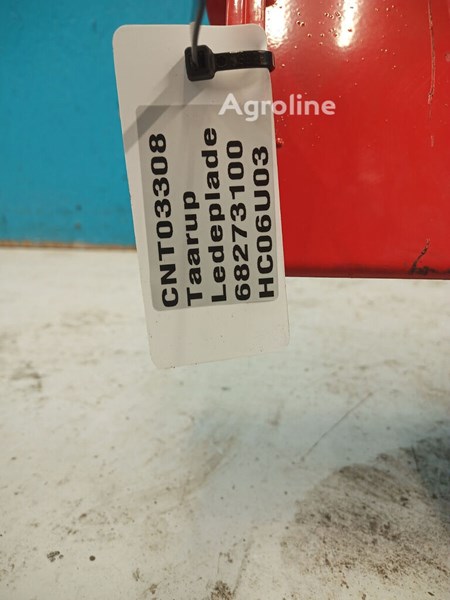 Agroline
CNT03308
Taarup
Ledeplade
68273100
HC06U03